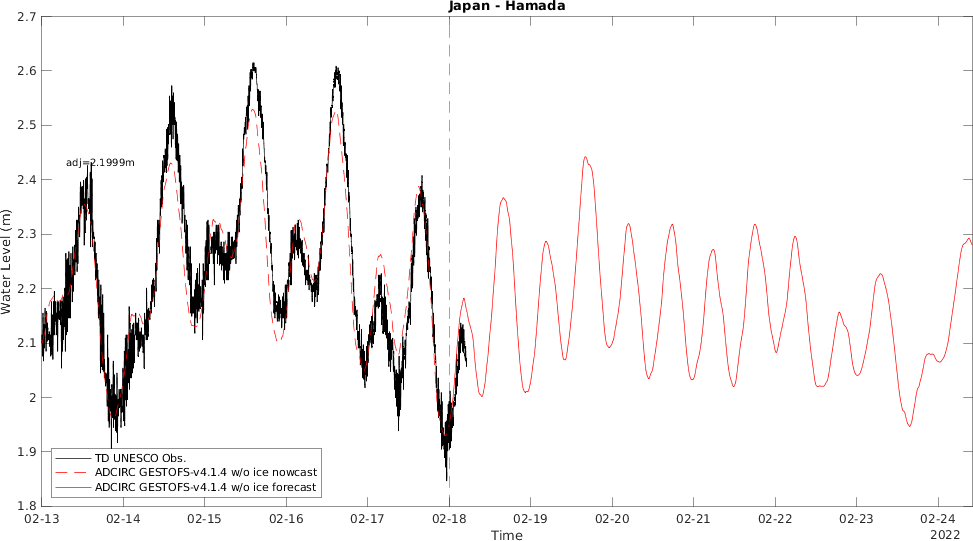 Japan - Hamada
2.7
2.6
2.5
2.4
2.3
2.2
2.1
2
1.9
1.8
Water Level (m)
adj=2.1999m
TD UNESCO Obs.
ADCIRC GESTOFS-v4.1.4 w/o ice nowcast
ADCIRC GESTOFS-v4.1.4 w/o ice forecast
02-13 02-14 02-15 02-16 02-17 02-18 02-19 02-20 02-21 02-22 02-23 02-24
Time
2022